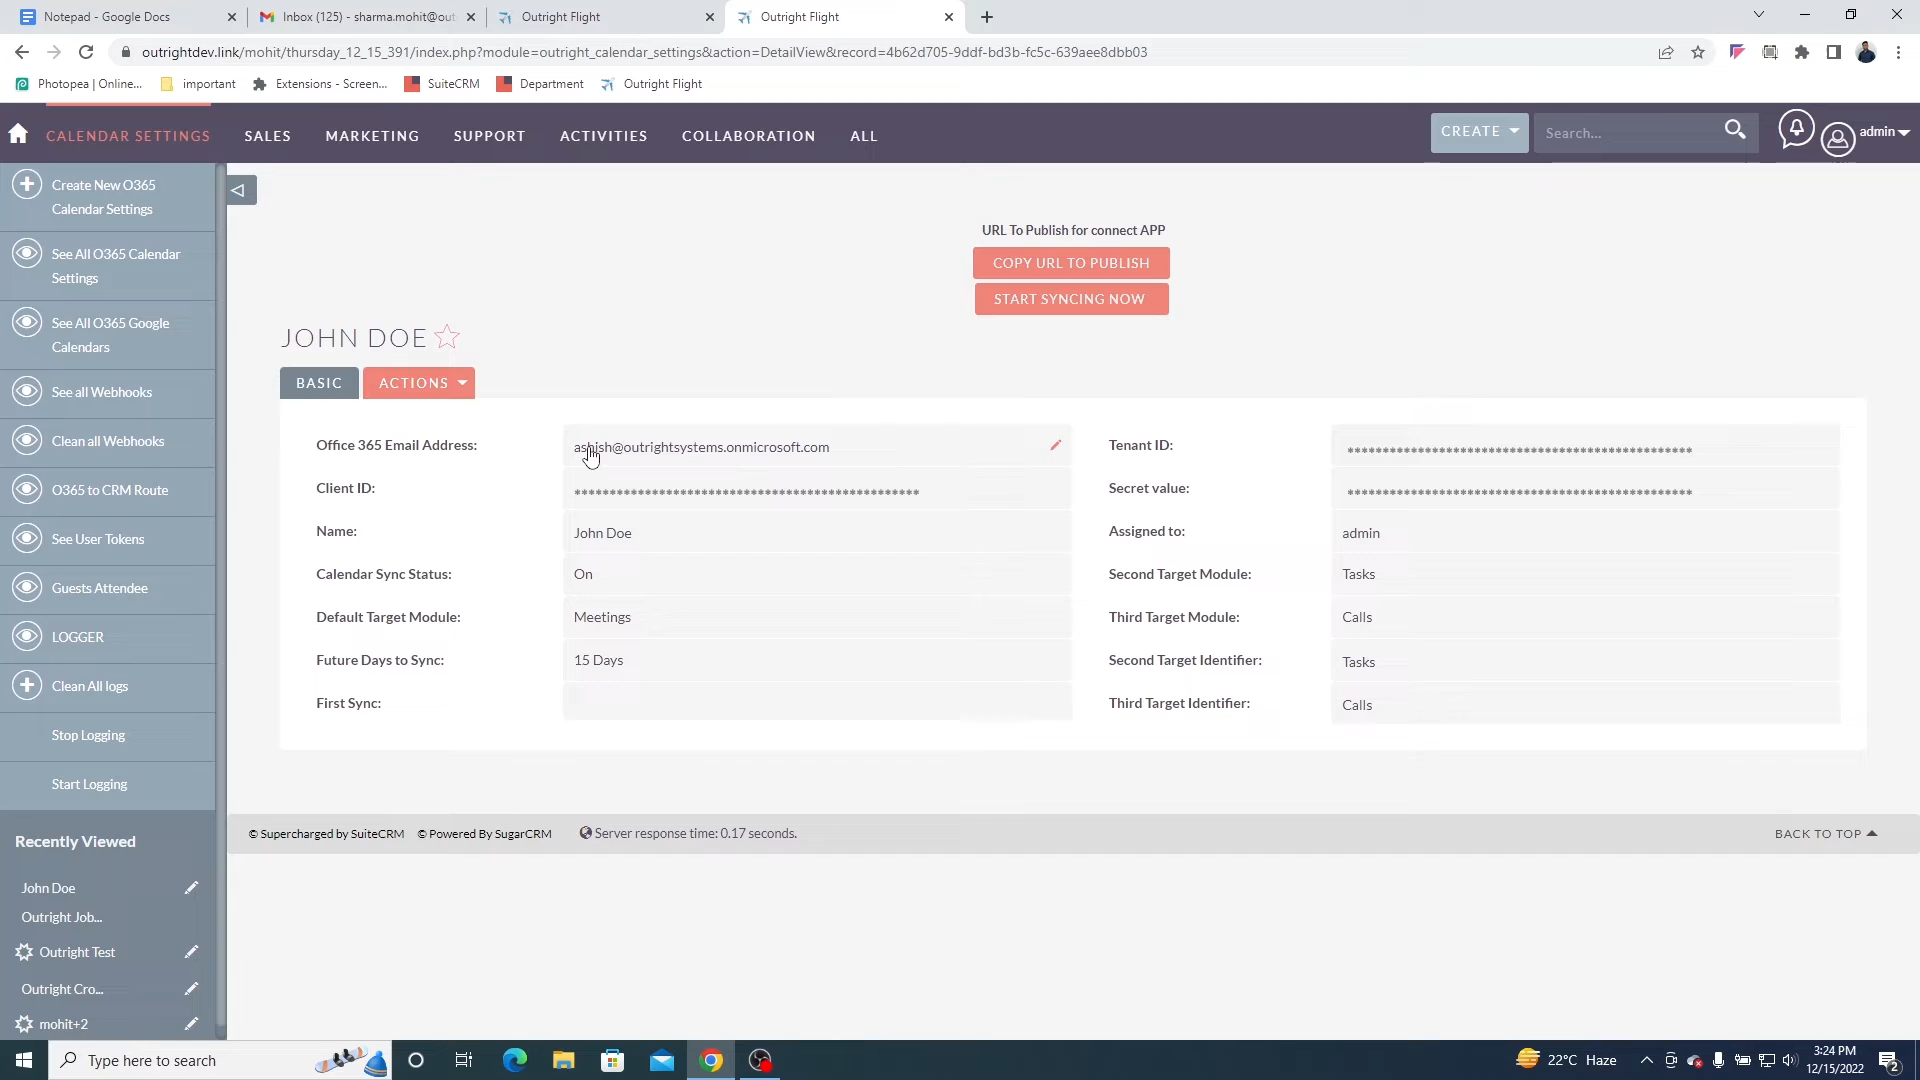 Notepad - Google Docs
Inbox (125) - sharma.mohit@out
Outright Flight
Outright Flight
outrightdev.link/mohit/thursday_12_15_391/index.php?module=outright_calendar_settings&action=DetailView&record=4b62d705-9ddf-bd3b-fc5c-639aee8dbb03
Photopea | Online...
important
Extensions - Screen...
SuiteCRM
Department
Outright Flight
CALENDAR SETTINGS
SALES
MARKETING
SUPPORT
ACTIVITIES
COLLABORATION
ALL
CREATE
Search...
admin
Create New O365
Calendar Settings
See All O365 Calendar
Settings
See All O365 Google
Calendars
See all Webhooks
Clean all Webhooks
O365 to CRM Route
See User Tokens
Guests Attendee
LOGGER
Clean All logs
Stop Logging
Start Logging
Recently Viewed
John Doe
Outright Job...
Outright Test
Outright Cro...
mohit+2
URL To Publish for connect APP
COPY URL TO PUBLISH
START SYNCING NOW
JOHN DOE
BASIC
ACTIONS
Office 365 Email Address: ashish@outrightsystems.onmicrosoft.com
Tenant ID: *************************************************
Client ID: *************************************************
Secret value: *************************************************
Name: John Doe
Assigned to: admin
Calendar Sync Status: On
Second Target Module: Tasks
Default Target Module: Meetings
Third Target Module: Calls
Future Days to Sync: 15 Days
Second Target Identifier: Tasks
First Sync:
Third Target Identifier: Calls
© Supercharged by SuiteCRM
© Powered By SugarCRM
Server response time: 0.17 seconds.
BACK TO TOP
Type here to search
22°C Haze
3:24 PM
12/15/2022
2